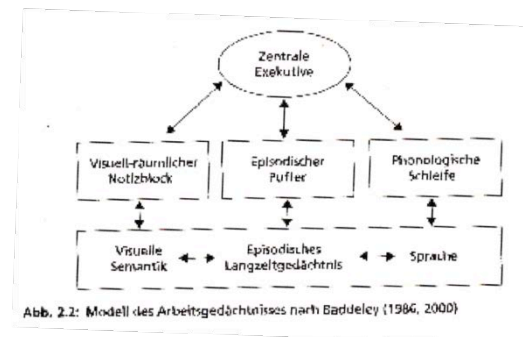 Zentrale
Exekutive
Visuell-räumlicher
Notizblock
Episodischer
Puffer
Phonologische
Schleife
Visuelle
Semantik
Episodisches
Langzeitgedächtnis
Sprache
Abb. 2.2: Modell des Arbeitsgedächtnisses nach Baddeley (1986, 2000)